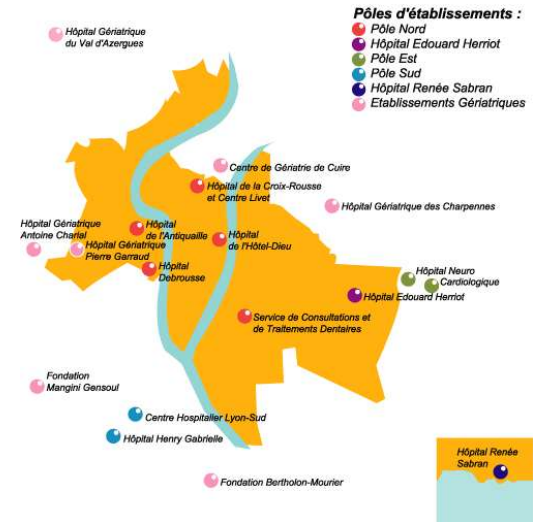 Pôles d'établissements :
Pôle Nord
Hôpital Edouard Herriot
Pôle Est
Pôle Sud
Hôpital Renée Sabran
Etablissements Gériatriques
Hôpital Gériatrique
du Val d'Azergues
Centre de Gériatrie de Cuire
Hôpital de la Croix-Rousse
et Centre Livet
Hôpital Gériatrique des Charpennes
Hôpital Gériatrique
Antoine Charial
Hôpital
de l'Antiquaille
Hôpital
de l'Hôtel-Dieu
Hôpital Gériatrique
Pierre Garraud
Hôpital
Debrousse
Hôpital Neuro
Cardiologique
Hôpital Edouard Herriot
Service de Consultations et
de Traitements Dentaires
Fondation
Mangini Gensoul
Centre Hospitalier Lyon-Sud
Hôpital Henry Gabrielle
Fondation Bertholon-Mourier
Hôpital Renée
Sabran